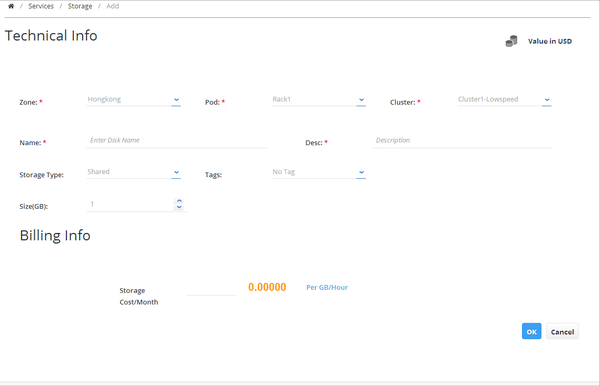 / Services / Storage / Add
Technical Info
Value in USD
Zone: * Hongkong Pod: * Rack1 Cluster: * Cluster1-Lowspeed
Name: * Enter Disk Name Desc: * Description
Storage Type: Shared Tags: No Tag
Size(GB): 1
Billing Info
Storage
Cost/Month
0.00000 Per GB/Hour
OK Cancel